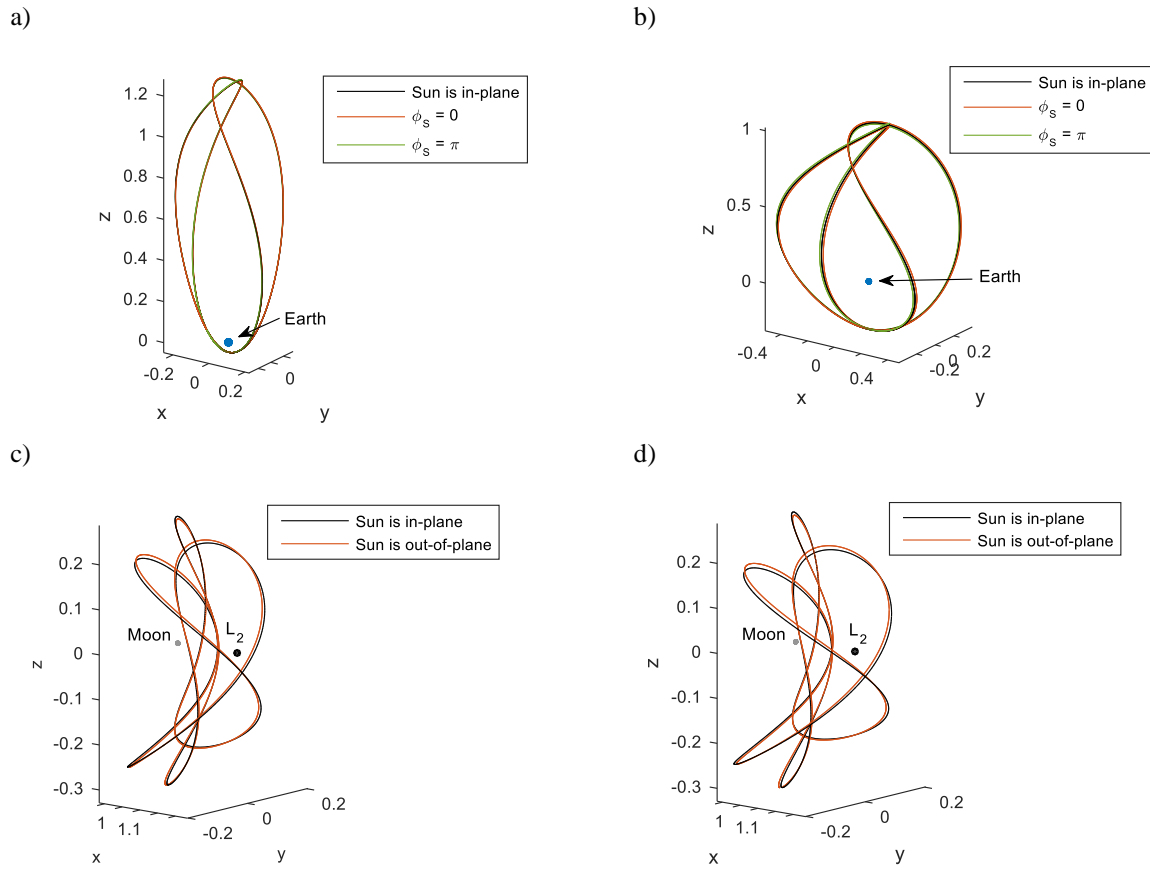 a)
Sun is in-plane
ϕS = 0
ϕS = π
1.2
1
0.8
0.6
0.4
0.2
0
z
Earth
-0.2
0
0.2
x
0
y
b)
Sun is in-plane
ϕS = 0
ϕS = π
1
0.5
0
z
Earth
-0.4
0
0.4
x
-0.2
0
0.2
y
c)
Sun is in-plane
Sun is out-of-plane
0.2
0.1
0
-0.1
-0.2
-0.3
z
Moon
L2
1
1.1
x
-0.2
0
0.2
y
d)
Sun is in-plane
Sun is out-of-plane
0.2
0.1
0
-0.1
-0.2
-0.3
z
Moon
L2
1
1.1
x
-0.2
0
0.2
y